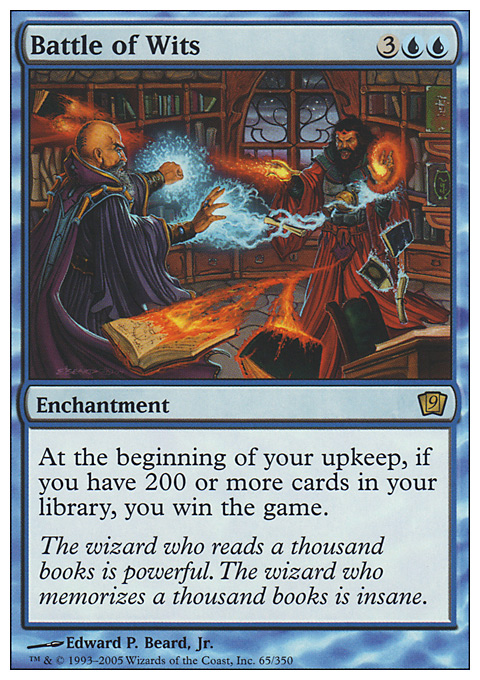 Battle of Wits 3
Enchantment 9
At the beginning of your upkeep, if
you have 200 or more cards in your
library, you win the game.
The wizard who reads a thousand
books is powerful. The wizard who
memorizes a thousand books is insane.
Edward P. Beard, Jr.
™ & © 1993–2005 Wizards of the Coast, Inc. 65/350